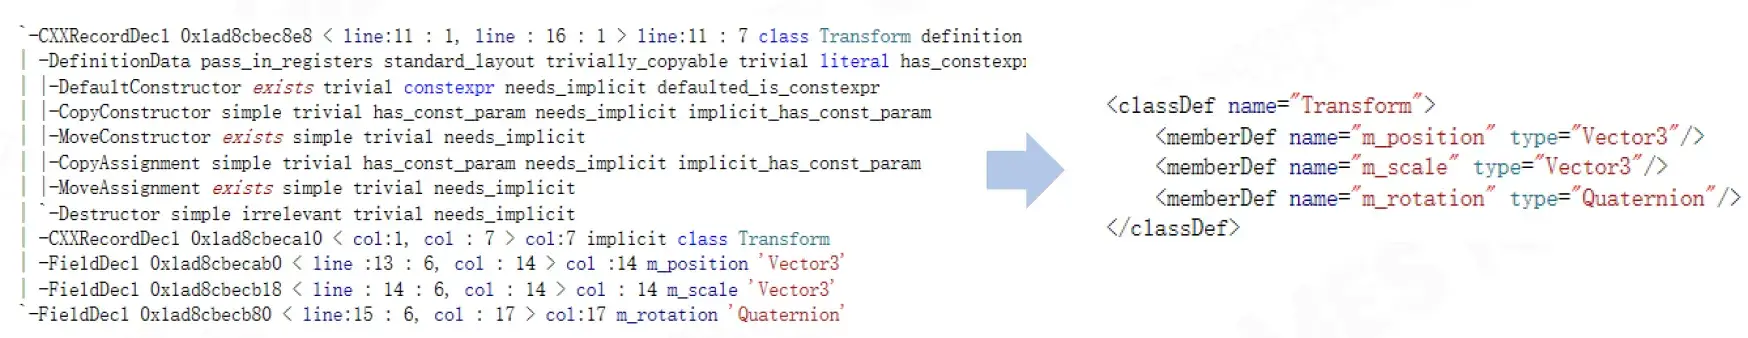 `-CXXRecordDecl 0x1ad8cbec8e8 < line:11 : 1, line : 16 : 1 > line:11 : 7 class Transform definition
| -DefinitionData pass_in_registers standard_layout trivially_copyable trivial literal has_constexpr
| |-DefaultConstructor exists trivial constexpr needs_implicit defaulted_is_constexpr
| |-CopyConstructor simple trivial has_const_param needs_implicit implicit_has_const_param
| |-MoveConstructor exists simple trivial needs_implicit
| |-CopyAssignment simple trivial has_const_param needs_implicit implicit_has_const_param
| |-MoveAssignment exists simple trivial needs_implicit
| `-Destructor simple irrelevant trivial needs_implicit
| -CXXRecordDecl 0x1ad8cbeca10 < col:1, col : 7 > col:7 implicit class Transform
| -FieldDecl 0x1ad8cbecab0 < line :13 : 6, col : 14 > col :14 m_position 'Vector3'
| -FieldDecl 0x1ad8cbecb18 < line : 14 : 6, col : 14 > col : 14 m_scale 'Vector3'
`-FieldDecl 0x1ad8cbecb80 < line:15 : 6, col : 17 > col:17 m_rotation 'Quaternion'
<classDef name="Transform">
<memberDef name="m_position" type="Vector3"/>
<memberDef name="m_scale" type="Vector3"/>
<memberDef name="m_rotation" type="Quaternion"/>
</classDef>